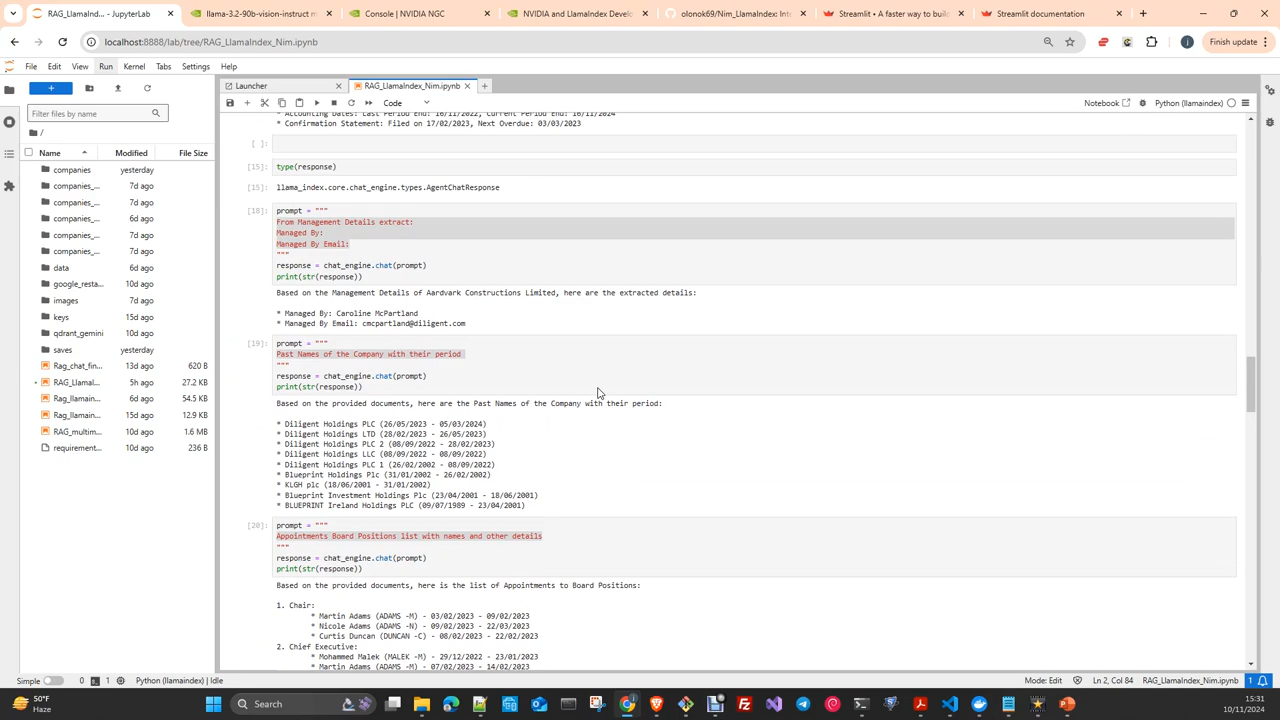 RAG_LlamaInd... - JupyterLab
llama-3.2-90b-vision-instruct m
Console | NVIDIA NGC
NVIDIA and LlamaIndex Develo
olonok69/Nim_LlamaIndex: Inte
Streamlit • A faster way to build
Streamlit documentation
localhost:8888/lab/tree/RAG_LlamaIndex_Nim.ipynb
Finish update
File Edit View Run Kernel Tabs Settings Help
Launcher
RAG_LlamaIndex_Nim.ipynb
Code
Notebook
Python (llamaindex)
Filter files by name
/
Name Modified File Size
companies yesterday
companies_... 7d ago
companies_... 7d ago
companies_... 6d ago
companies_... 7d ago
companies_... 7d ago
data 6d ago
google_resta... 10d ago
images 7d ago
keys 15d ago
qdrant_gemini 10d ago
saves yesterday
Rag_chat_fin... 13d ago 620 B
RAG_Llamal... 5h ago 27.2 KB
Rag_llamain... 6d ago 54.5 KB
Rag_llamain... 15d ago 12.9 KB
RAG_multim... 7d ago 1.6 MB
requirement... 7d ago 236 B
* Accounting Dates: Last Period End: 16/11/2022, Current Period End: 16/11/2024
* Confirmation Statement: Filed on 17/02/2023, Next Overdue: 03/03/2023
[ ]:
[15]: type(response)
[15]: llama_index.core.chat_engine.types.AgentChatResponse
[18]: prompt = """
From Management Details extract:
Managed By:
Managed By Email:
"""
response = chat_engine.chat(prompt)
print(str(response))
Based on the Management Details of Aardvark Constructions Limited, here are the extracted details:
* Managed By: Caroline McPartland
* Managed By Email: cmcpartland@diligent.com
[19]: prompt = """
Past Names of the Company with their period
"""
response = chat_engine.chat(prompt)
print(str(response))
Based on the provided documents, here are the Past Names of the Company with their period:
* Diligent Holdings PLC (26/05/2023 - 05/03/2024)
* Diligent Holdings LTD (28/02/2023 - 26/05/2023)
* Diligent Holdings PLC 2 (08/09/2022 - 28/02/2023)
* Diligent Holdings LLC (08/09/2022 - 08/09/2022)
* Diligent Holdings PLC 1 (26/02/2002 - 08/09/2022)
* Blueprint Holdings Plc (31/01/2002 - 26/02/2002)
* KLGH plc (18/06/2001 - 31/01/2002)
* Blueprint Investment Holdings Plc (23/04/2001 - 18/06/2001)
* BLUEPRINT Ireland Holdings PLC (09/07/1989 - 23/04/2001)
[20]: prompt = """
Appointments Board Positions list with names and other details
"""
response = chat_engine.chat(prompt)
print(str(response))
Based on the provided documents, here is the list of Appointments to Board Positions:
1. Chair:
* Martin Adams (ADAMS -M) - 03/02/2023 - 09/02/2023
* Nicole Adams (ADAMS -N) - 09/02/2023 - 22/03/2023
* Curtis Duncan (DUNCAN -C) - 08/02/2023 - 22/02/2023
2. Chief Executive:
* Mohammed Malek (MALEK -M) - 29/12/2022 - 23/01/2023
* Martin Adams (ADAMS -M) - 07/02/2023 - 14/02/2023
Simple 0 1 Python (llamaindex) | Idle
Mode: Edit Ln 2, Col 84 RAG_LlamaIndex_Nim.ipynb 1
50°F
Haze
Search
15:31
10/11/2024